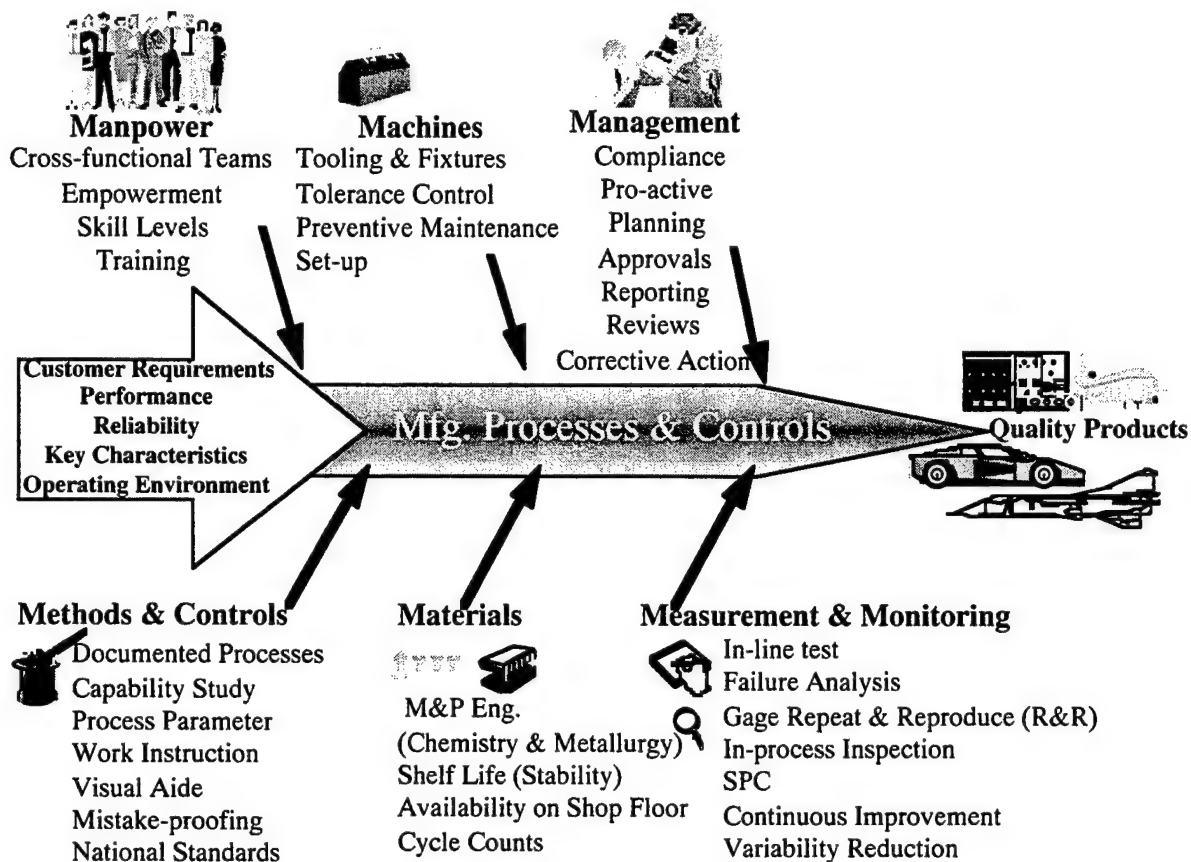 Manpower
Cross-functional Teams
Empowerment
Skill Levels
Training
Machines
Tooling & Fixtures
Tolerance Control
Preventive Maintenance
Set-up
Management
Compliance
Pro-active
Planning
Approvals
Reporting
Reviews
Corrective Action
Customer Requirements
Performance
Reliability
Key Characteristics
Operating Environment
Mfg. Processes & Controls
Quality Products
Methods & Controls
Documented Processes
Capability Study
Process Parameter
Work Instruction
Visual Aide
Mistake-proofing
National Standards
Materials
M&P Eng.
(Chemistry & Metallurgy)
Shelf Life (Stability)
Availability on Shop Floor
Cycle Counts
Measurement & Monitoring
In-line test
Failure Analysis
Gage Repeat & Reproduce (R&R)
In-process Inspection
SPC
Continuous Improvement
Variability Reduction